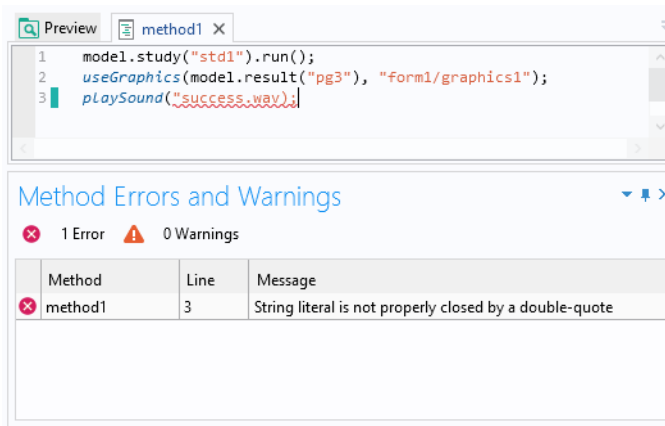 Preview method1
1 model.study("std1").run();
2 useGraphics(model.result("pg3"), "form1/graphics1");
3 playSound("success.wav);
Method Errors and Warnings
1 Error 0 Warnings
Method Line Message
method1 3 String literal is not properly closed by a double-quote